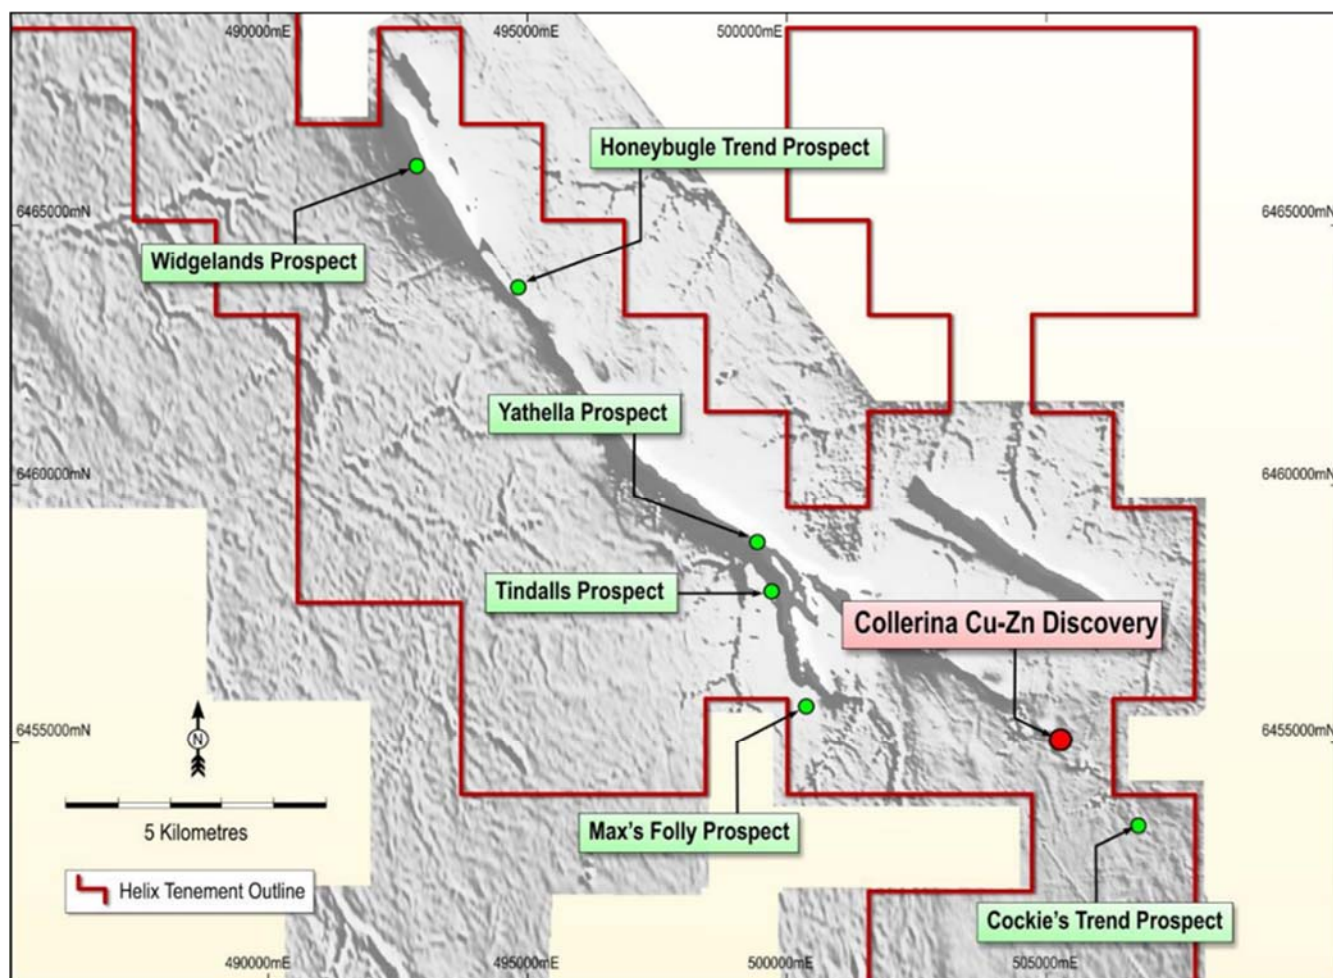 490000mE
495000mE
500000mE
Honeybugle Trend Prospect
6465000mN
6465000mN
Widgelands Prospect
Yathella Prospect
6460000mN
6460000mN
Tindalls Prospect
Collerina Cu-Zn Discovery
6455000mN
6455000mN
N
5 Kilometres
Max's Folly Prospect
Helix Tenement Outline
Cockie's Trend Prospect
490000mE
495000mE
500000mE
505000mE